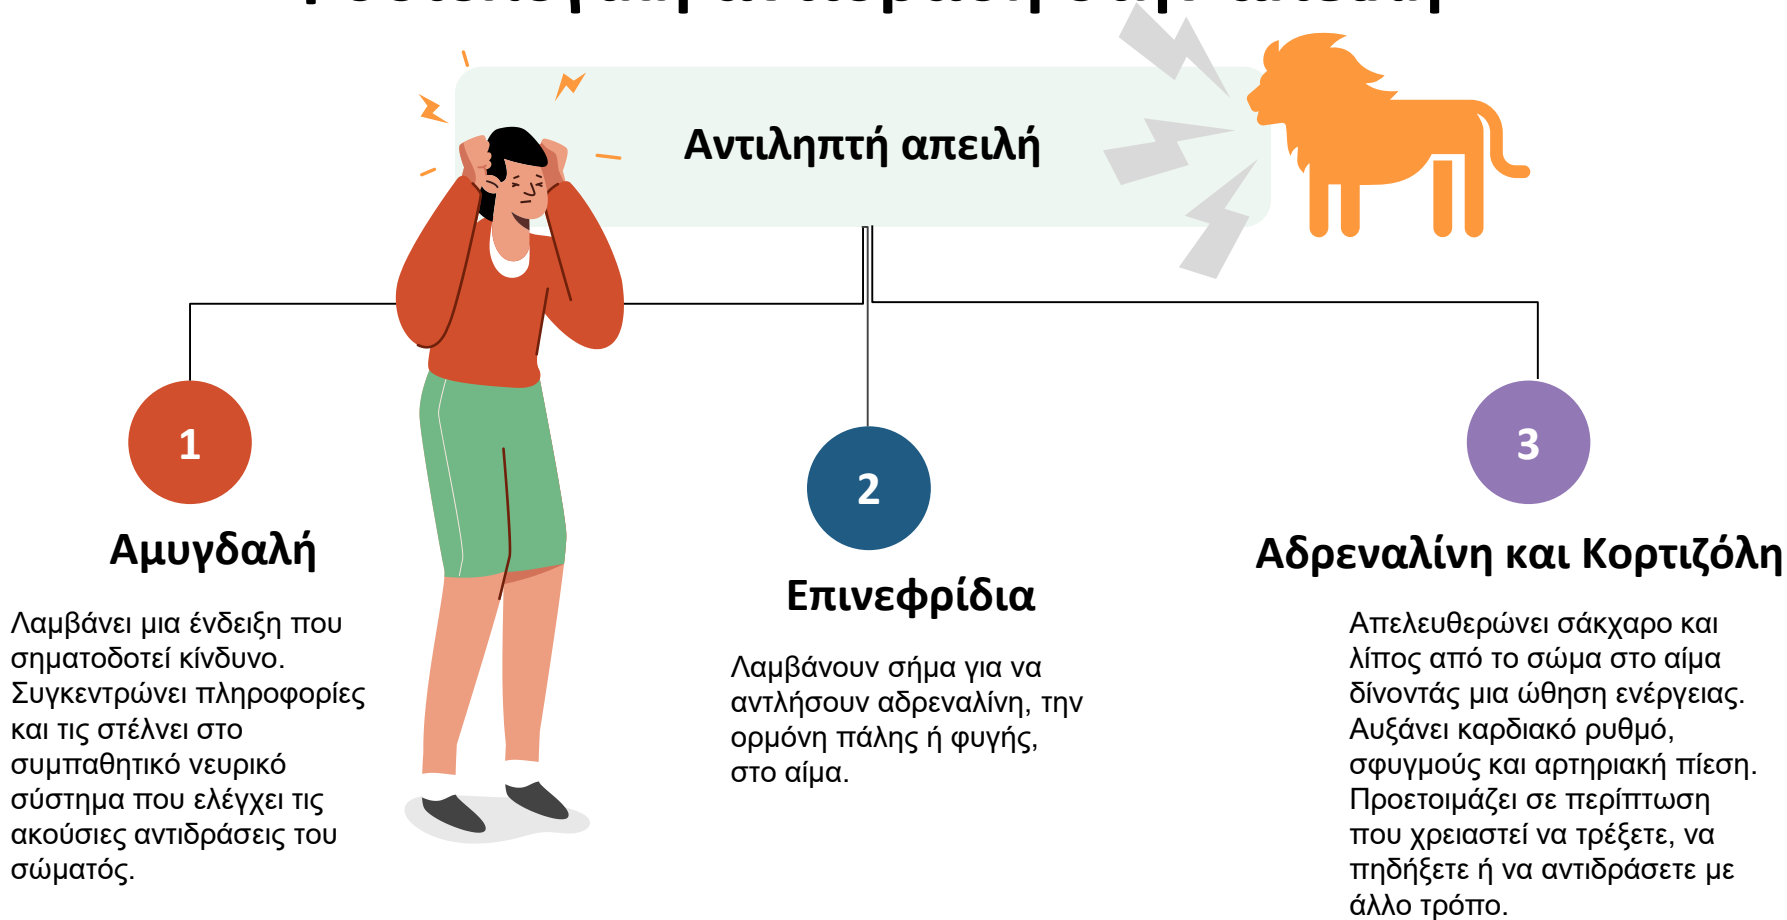 Αντιληπτή απειλή
1
Αμυγδαλή
Λαμβάνει μια ένδειξη που
σηματοδοτεί κίνδυνο.
Συγκεντρώνει πληροφορίες
και τις στέλνει στο
συμπαθητικό νευρικό
σύστημα που ελέγχει τις
ακούσιες αντιδράσεις του
σώματός.
2
Επινεφρίδια
Λαμβάνουν σήμα για να
αντλήσουν αδρεναλίνη, την
ορμόνη πάλης ή φυγής,
στο αίμα.
3
Αδρεναλίνη και Κορτιζόλη
Απελευθερώνει σάκχαρο και
λίπος από το σώμα στο αίμα
δίνοντάς μια ώθηση ενέργειας.
Αυξάνει καρδιακό ρυθμό,
σφυγμούς και αρτηριακή πίεση.
Προετοιμάζει σε περίπτωση
που χρειαστεί να τρέξετε, να
πηδήξετε ή να αντιδράσετε με
άλλο τρόπο.